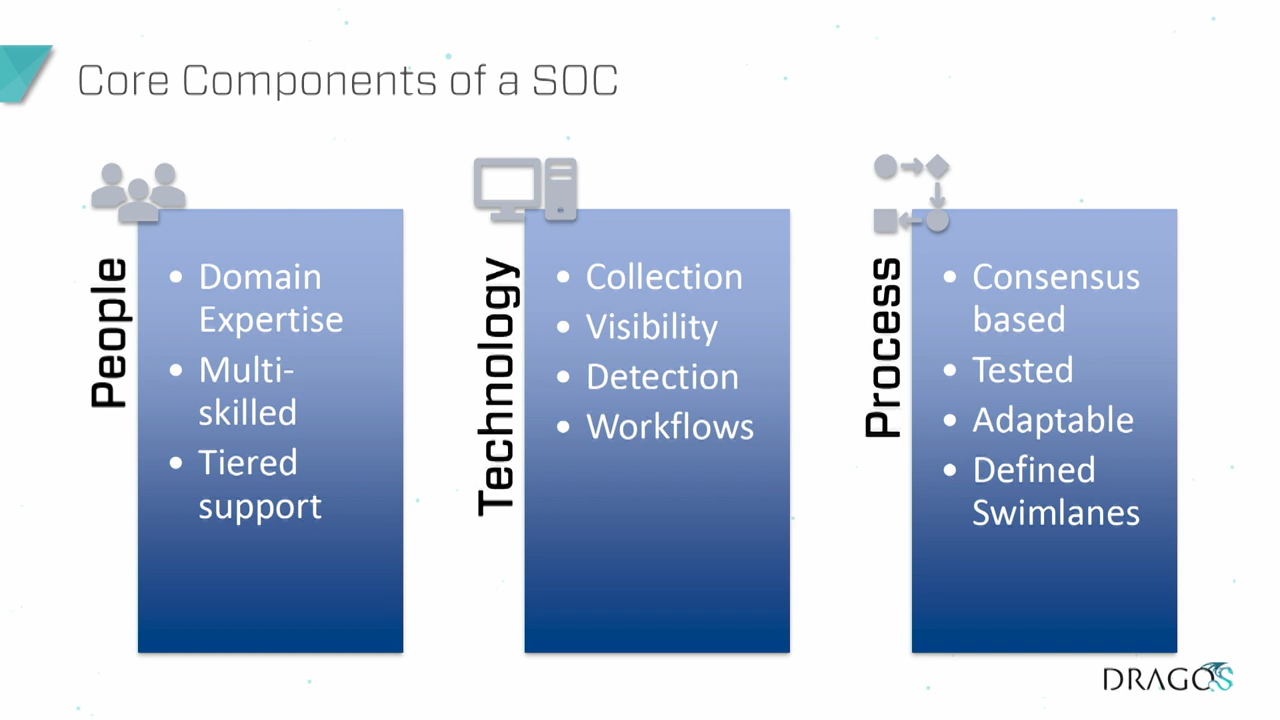 Core Components of a SOC
People
• Domain
Expertise
• Multi-
skilled
• Tiered
support
Technology
• Collection
• Visibility
• Detection
• Workflows
Process
• Consensus
based
• Tested
• Adaptable
• Defined
Swimlanes
DRAGOS